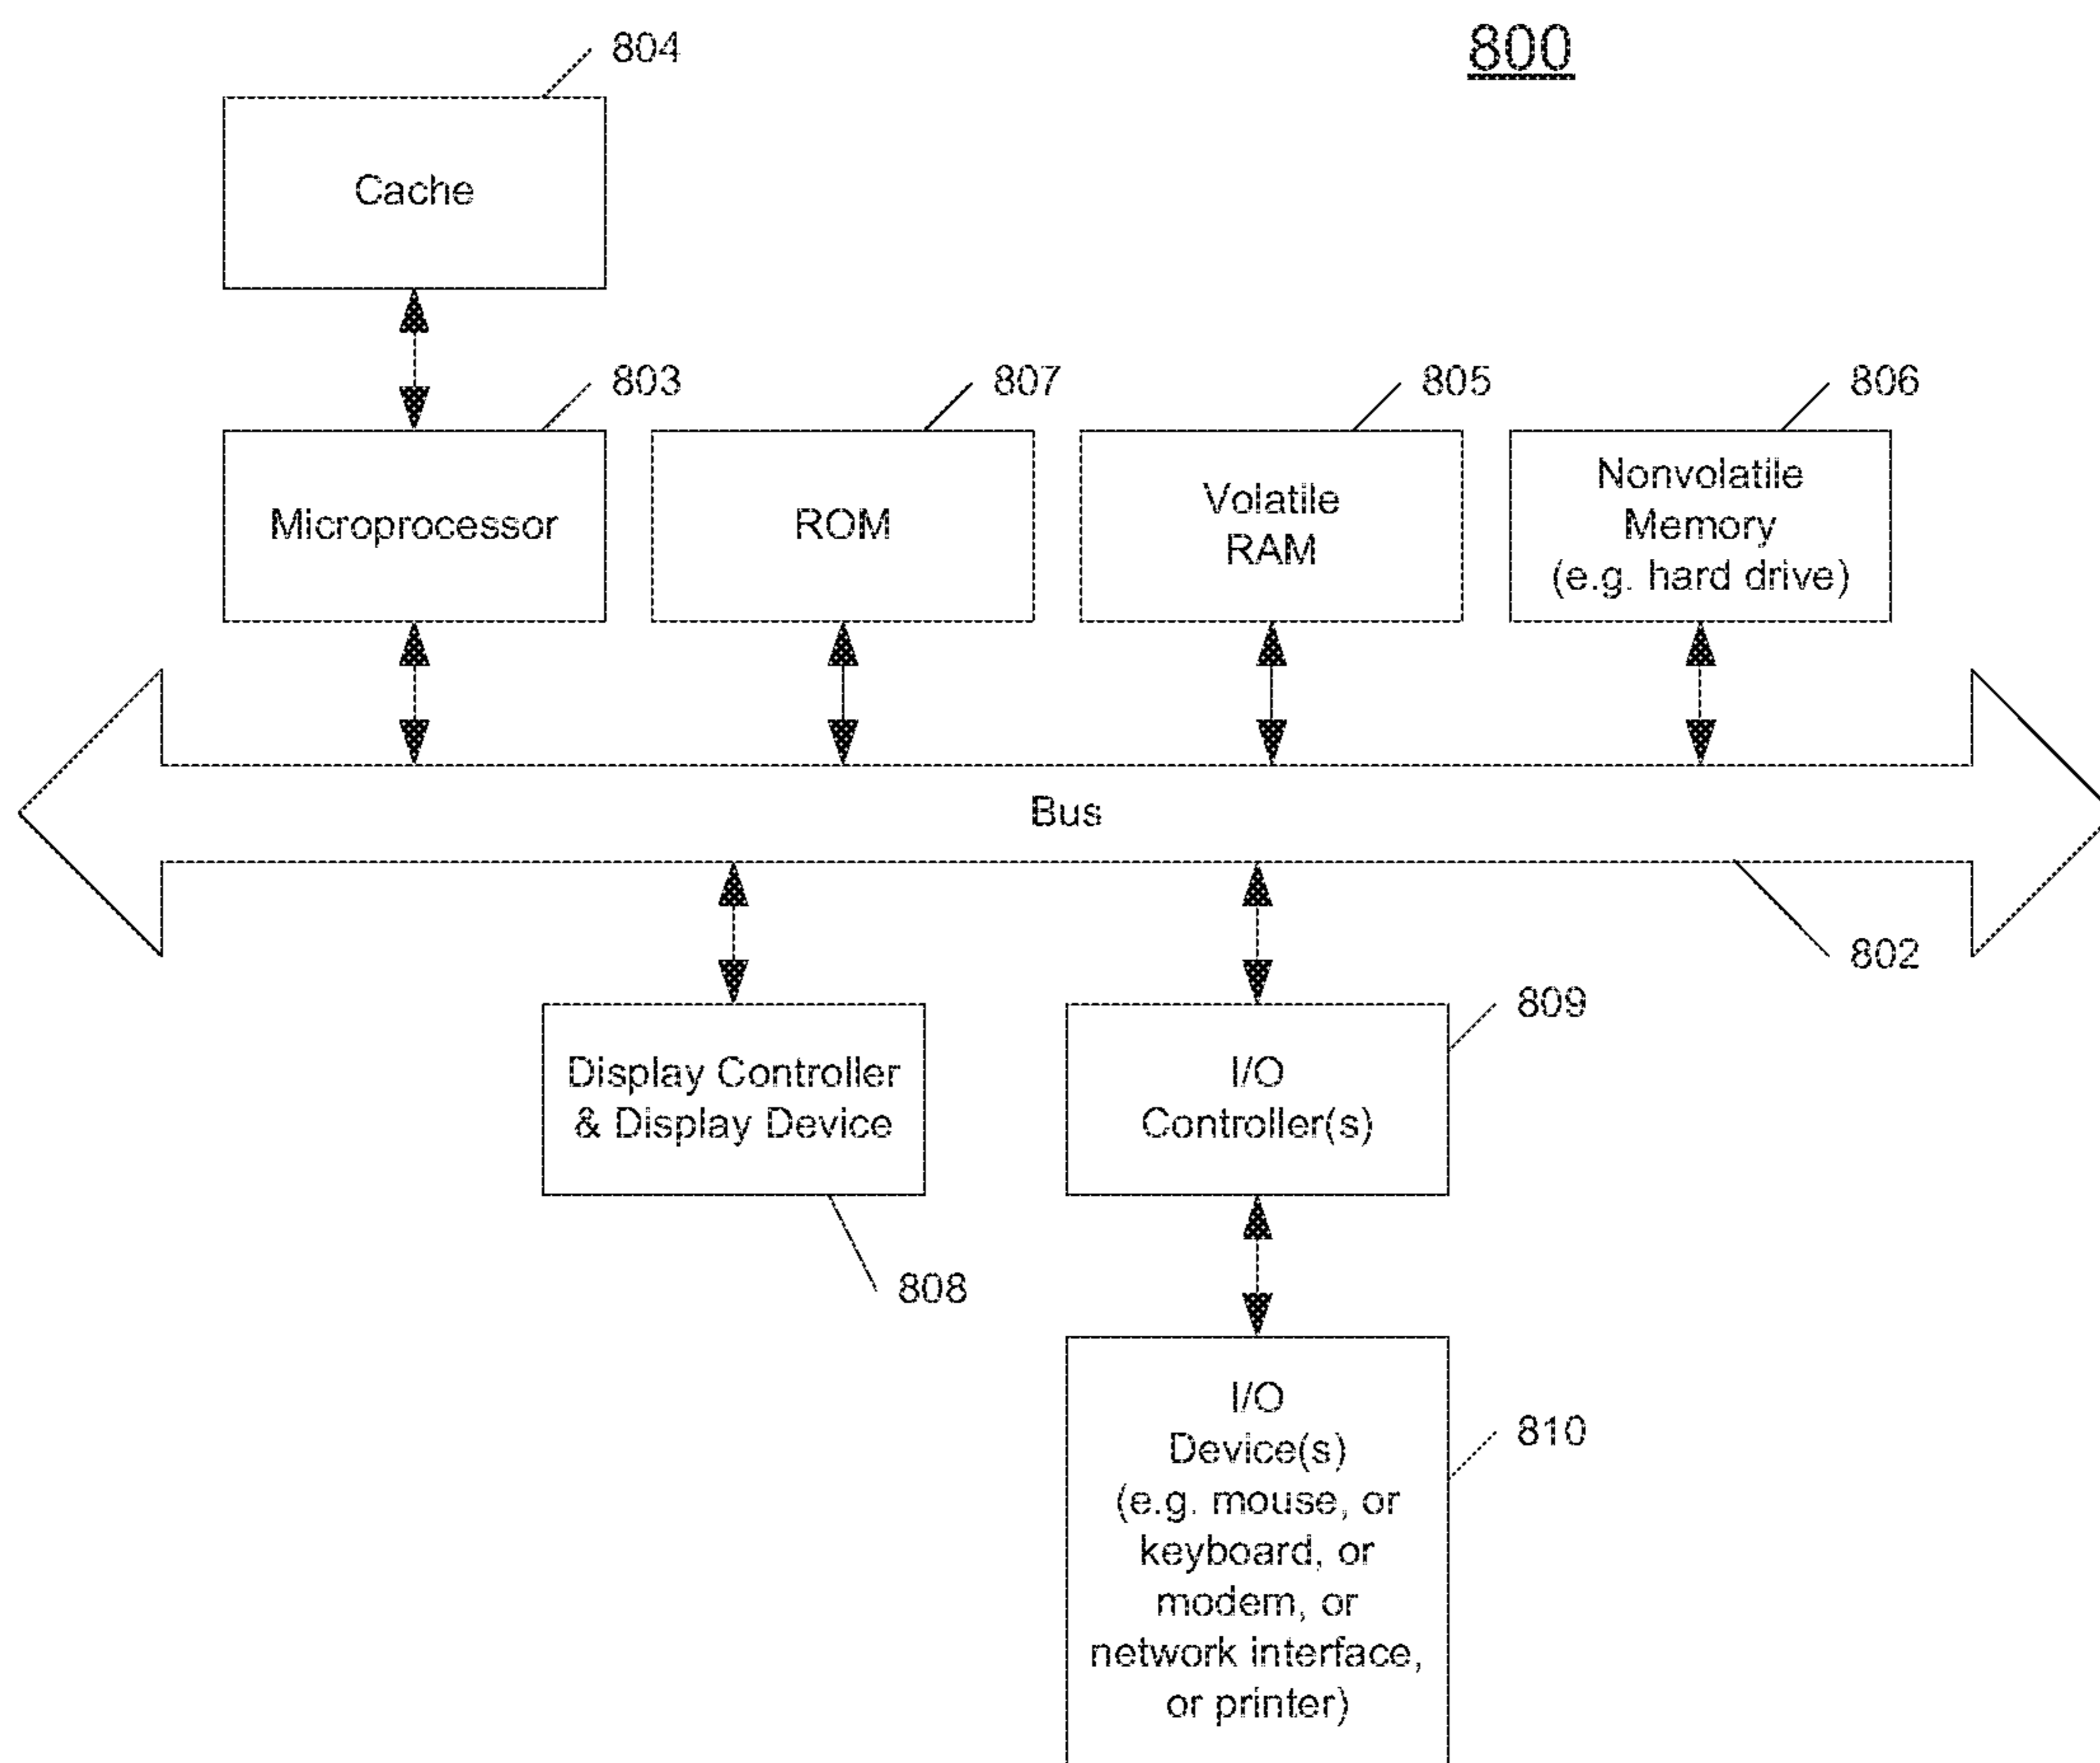 800
804
Cache
803
807
805
806
Microprocessor
ROM
Volatile
RAM
Nonvolatile
Memory
(e.g. hard drive)
Bus
802
809
Display Controller
& Display Device
I/O
Controller(s)
808
I/O
Device(s)
(e.g. mouse, or
keyboard, or
modem, or
network interface,
or printer)
810